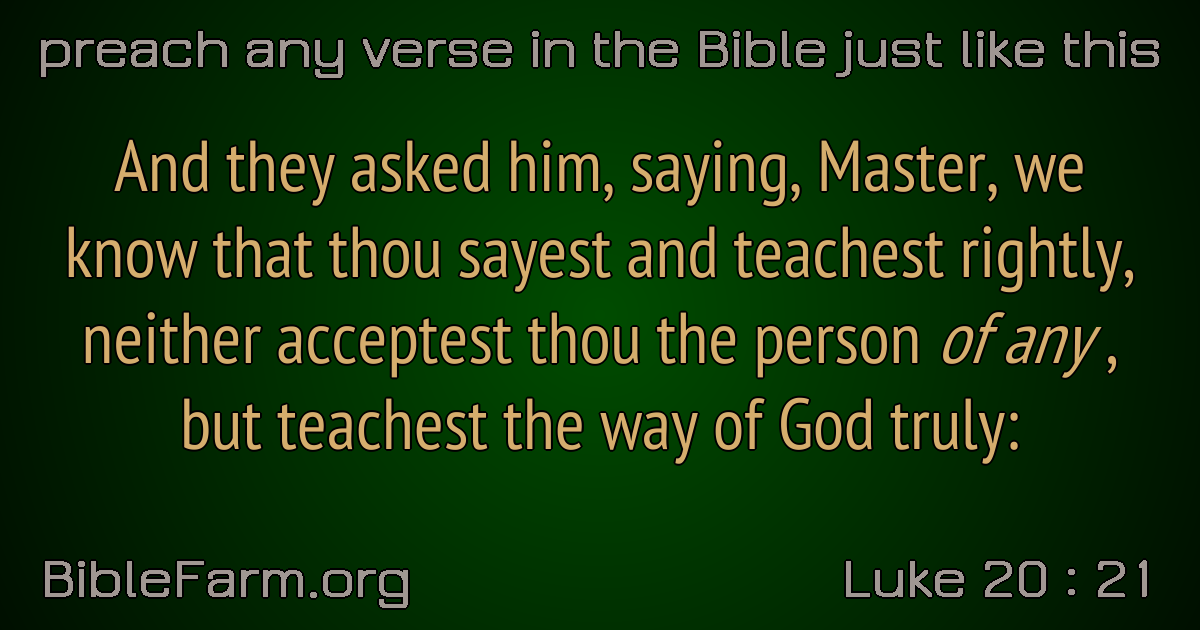 preach any verse in the Bible just like this
And they asked him, saying, Master, we
know that thou sayest and teachest rightly,
neither acceptest thou the person of any ,
but teachest the way of God truly:
BibleFarm.org
Luke 20 : 21